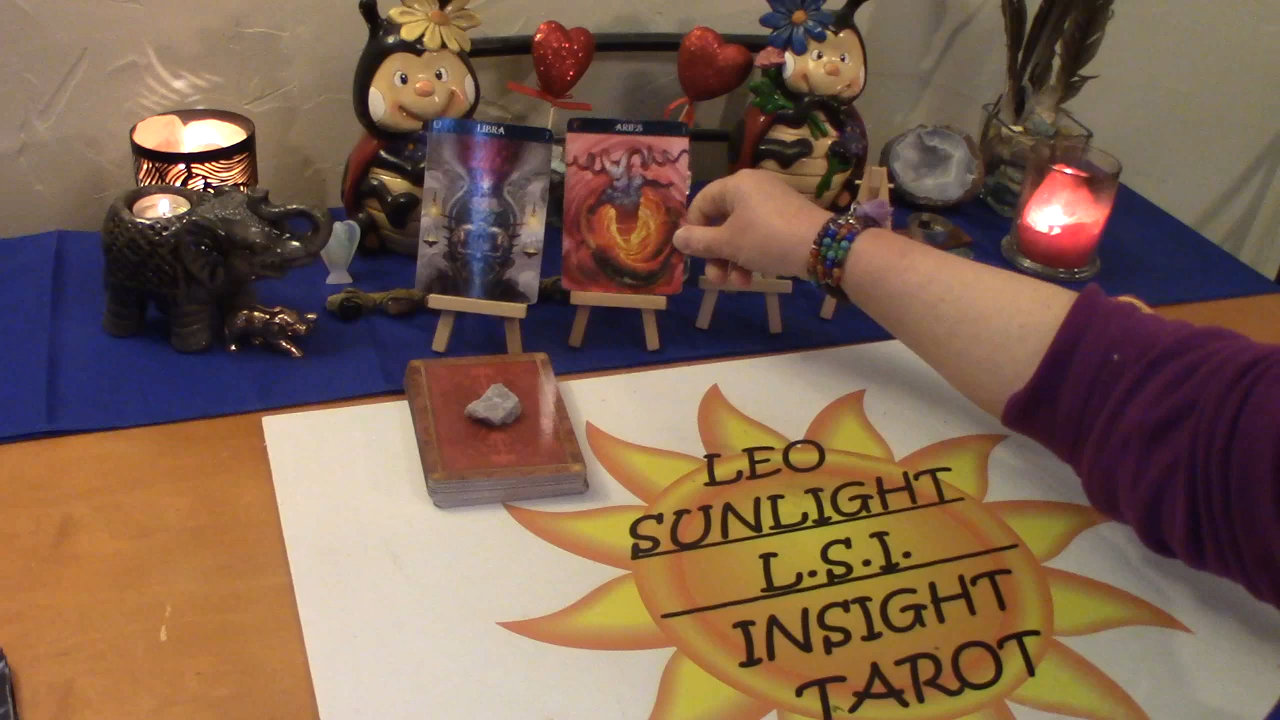 LIBRA
ARIES
LEO
SUNLIGHT
L.S.I.
INSIGHT
TAROT